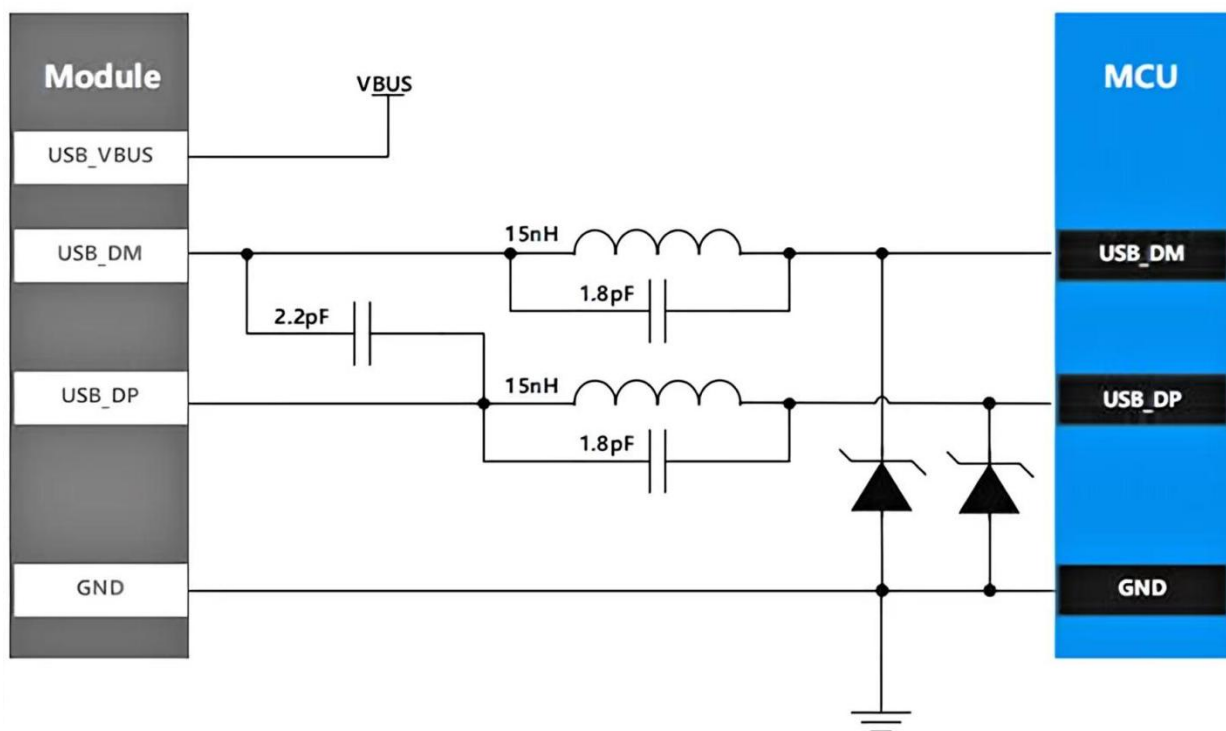 Module
MCU
VBUS
USB_VBUS
15nH
USB_DM
USB_DM
1.8pF
2.2pF
15nH
USB_DP
USB_DP
1.8pF
GND
GND